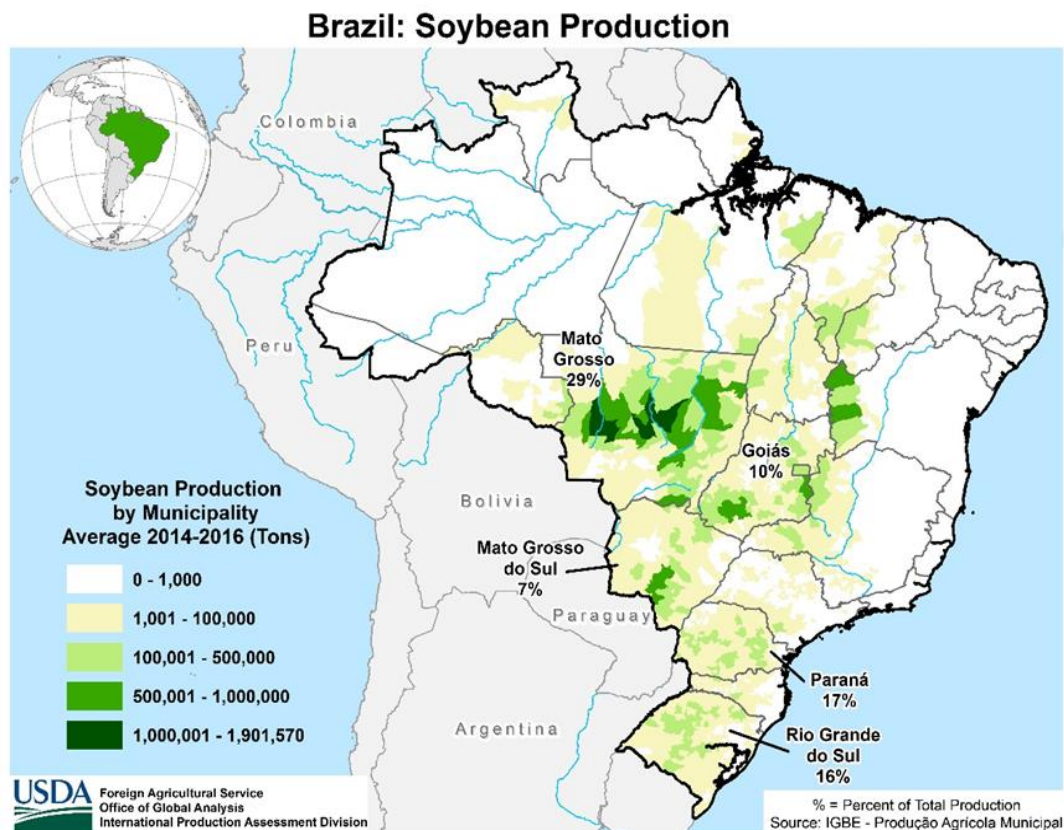 Brazil: Soybean Production
Colombia
Peru
Mato
Grosso
29%
Goiás
10%
Bolivia
Mato Grosso
do Sul
7%
Paraguay
Paraná
17%
Argentina
Rio Grande
do Sul
16%
Soybean Production
by Municipality
Average 2014-2016 (Tons)
0 - 1,000
1,001 - 100,000
100,001 - 500,000
500,001 - 1,000,000
1,000,001 - 1,901,570
USDA
Foreign Agricultural Service
Office of Global Analysis
International Production Assessment Division
% = Percent of Total Production
Source: IGBE - Produção Agrícola Municipal